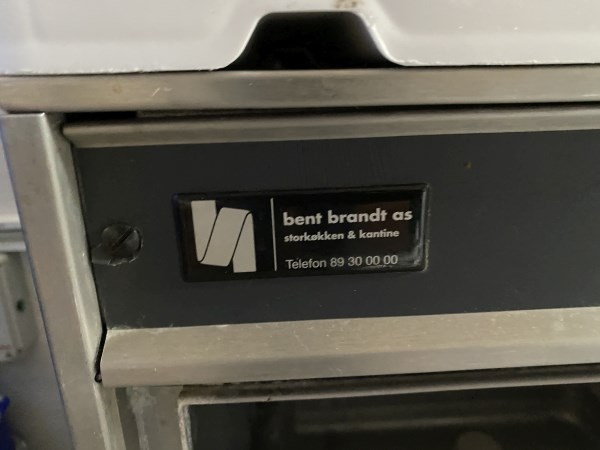 bent brandt as
storkøkken & kantine
Telefon 89 30 00 00